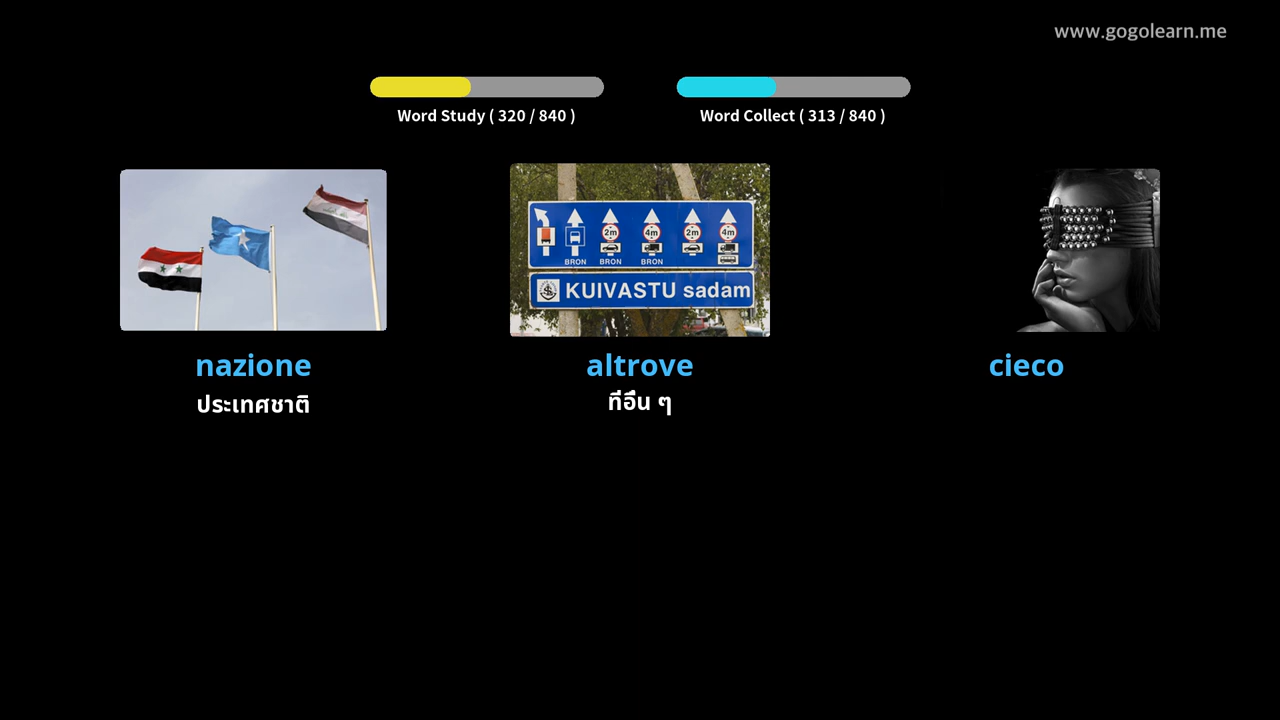 www.gogolearn.me
Word Study ( 320 / 840 )
Word Collect ( 313 / 840 )
2m
4m
2m
4m
BRON
BRON
BRON
KUIVASTU sadam
nazione
altrove
cieco
ประเทศชาติ
ที่อื่น ๆ